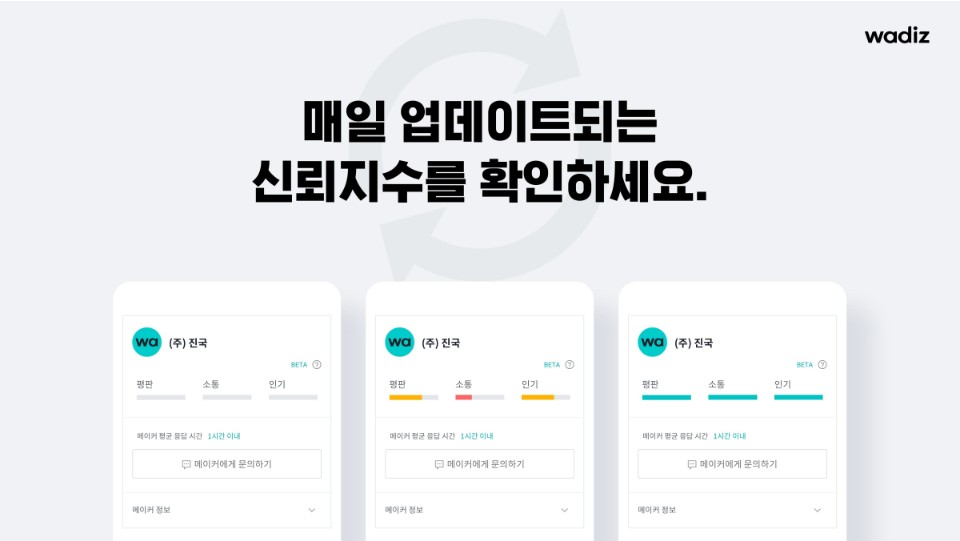 wadiz
매일 업데이트되는
신뢰지수를 확인하세요.
wa (주) 진국
BETA ?
평판 소통 인기
메이커 평균 응답 시간 1시간 이내
메이커에게 문의하기
메이커 정보
wa (주) 진국
BETA ?
평판 소통 인기
메이커 평균 응답 시간 1시간 이내
메이커에게 문의하기
메이커 정보
wa (주) 진국
BETA ?
평판 소통 인기
메이커 평균 응답 시간 1시간 이내
메이커에게 문의하기
메이커 정보